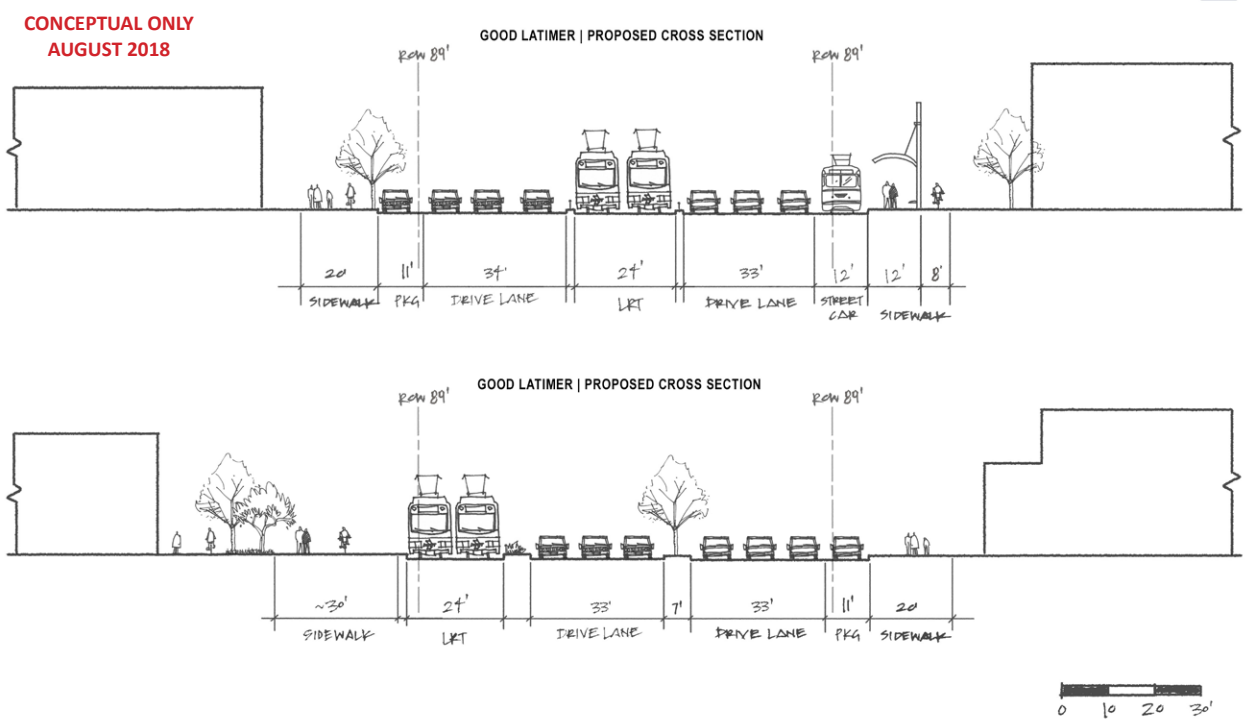 CONCEPTUAL ONLY
AUGUST 2018
GOOD LATIMER | PROPOSED CROSS SECTION
ROW 89' ROW 89'
20' 11' 34' 24' 33' 12' 12' 8'
SIDEWALK PKG DRIVE LANE LRT DRIVE LANE STREET CAR SIDEWALK
GOOD LATIMER | PROPOSED CROSS SECTION
ROW 89' ROW 89'
~30' 24' 33' 7' 33' 11' 20'
SIDEWALK LRT DRIVE LANE DRIVE LANE PKG SIDEWALK
0 10 20 30'